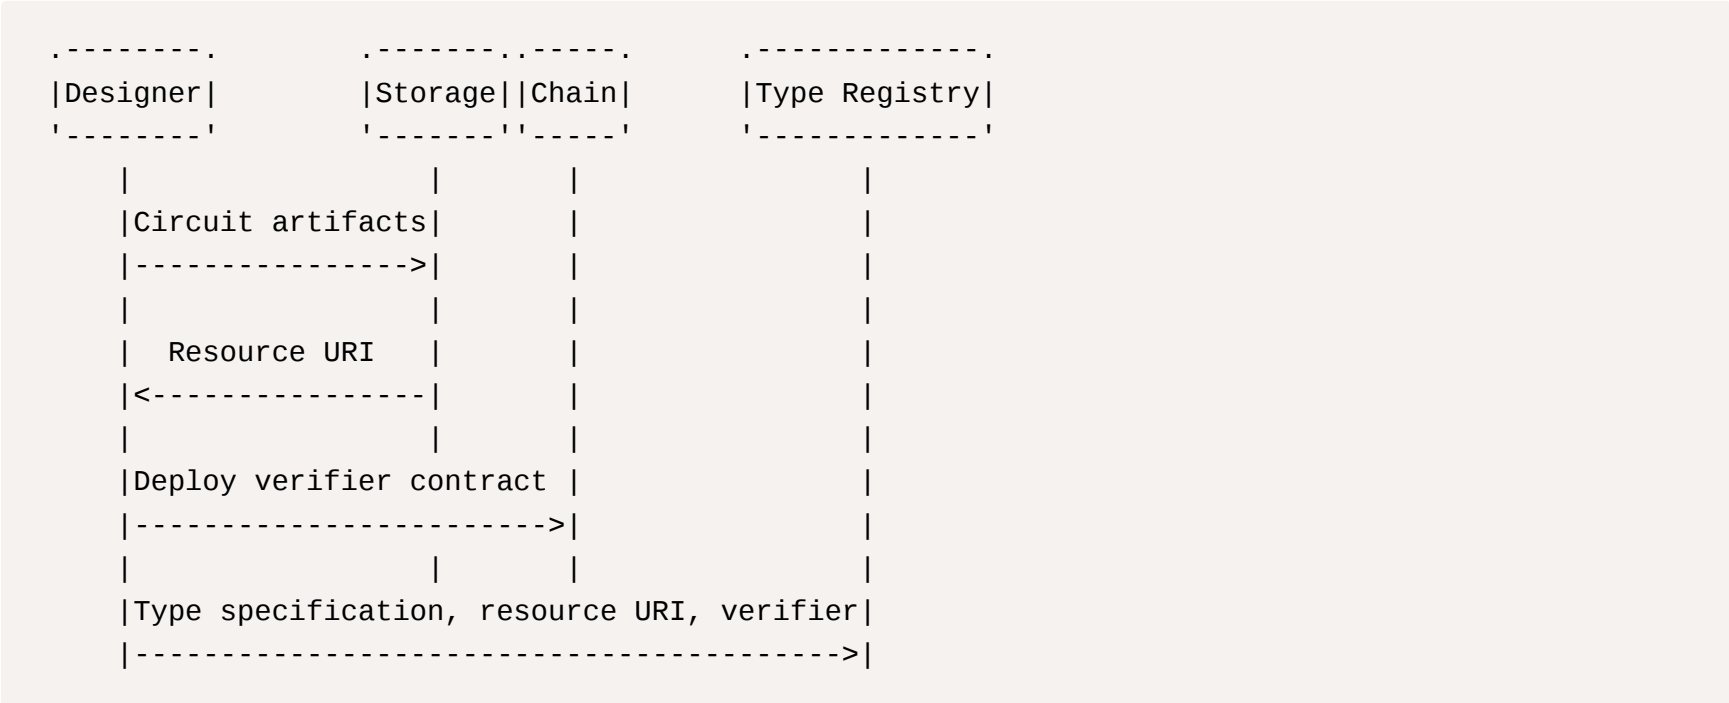 .--------.        .-------..-----.      .-------------.
|Designer|        |Storage||Chain|      |Type Registry|
'--------'        '-------''-----'      '-------------'
    |                 |       |                |
    |Circuit artifacts|       |                |
    |---------------->|       |                |
    |                 |       |                |
    |  Resource URI   |       |                |
    |<----------------|       |                |
    |                 |       |                |
    |Deploy verifier contract |                |
    |------------------------>|                |
    |                 |       |                |
    |Type specification, resource URI, verifier|
    |----------------------------------------->|